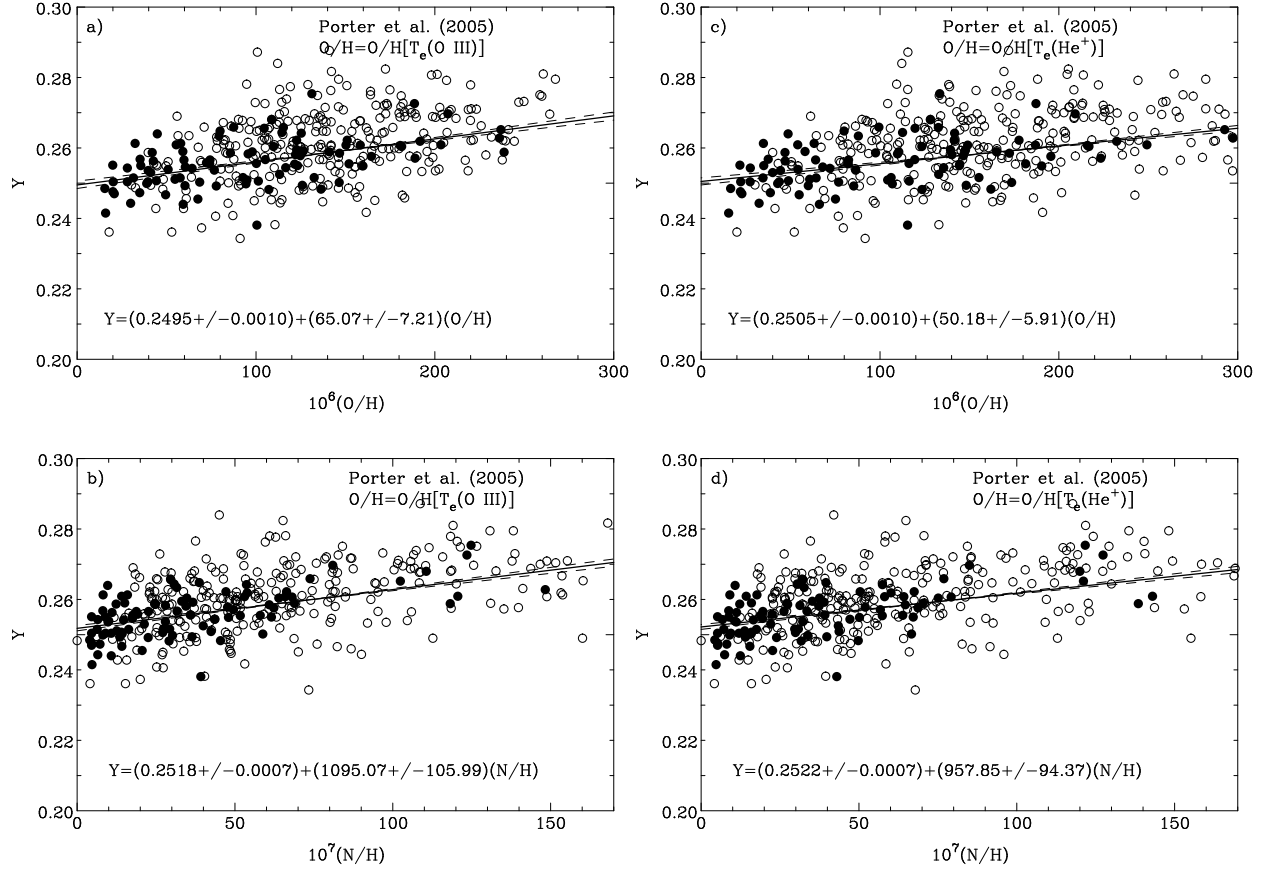 a)
Porter et al. (2005)
O/H=O/H[Te(O III)]
Y
0.30
0.28
0.26
0.24
0.22
0.20
Y=(0.2495+/-0.0010)+(65.07+/-7.21)(O/H)
0 100 200 300
10^6(O/H)
c)
Porter et al. (2005)
O/H=O/H[Te(He+)]
Y
0.30
0.28
0.26
0.24
0.22
0.20
Y=(0.2505+/-0.0010)+(50.18+/-5.91)(O/H)
0 100 200 300
10^6(O/H)
b)
Porter et al. (2005)
O/H=O/H[Te(O III)]
Y
0.30
0.28
0.26
0.24
0.22
0.20
Y=(0.2518+/-0.0007)+(1095.07+/-105.99)(N/H)
0 50 100 150
10^7(N/H)
d)
Porter et al. (2005)
O/H=O/H[Te(He+)]
Y
0.30
0.28
0.26
0.24
0.22
0.20
Y=(0.2522+/-0.0007)+(957.85+/-94.37)(N/H)
0 50 100 150
10^7(N/H)